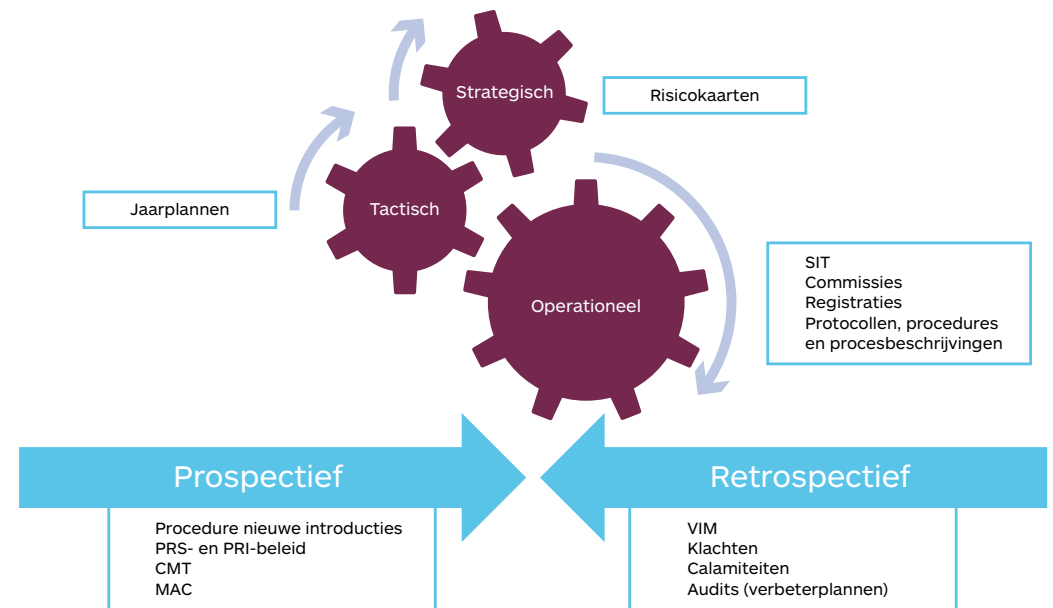 Strategisch
Risicokaarten
Jaarplannen
Tactisch
SIT
Commissies
Registraties
Protocollen, procedures
en procesbeschrijvingen
Operationeel
Prospectief
Retrospectief
Procedure nieuwe introducties
PRS- en PRI-beleid
CMT
MAC
VIM
Klachten
Calamiteiten
Audits (verbeterplannen)